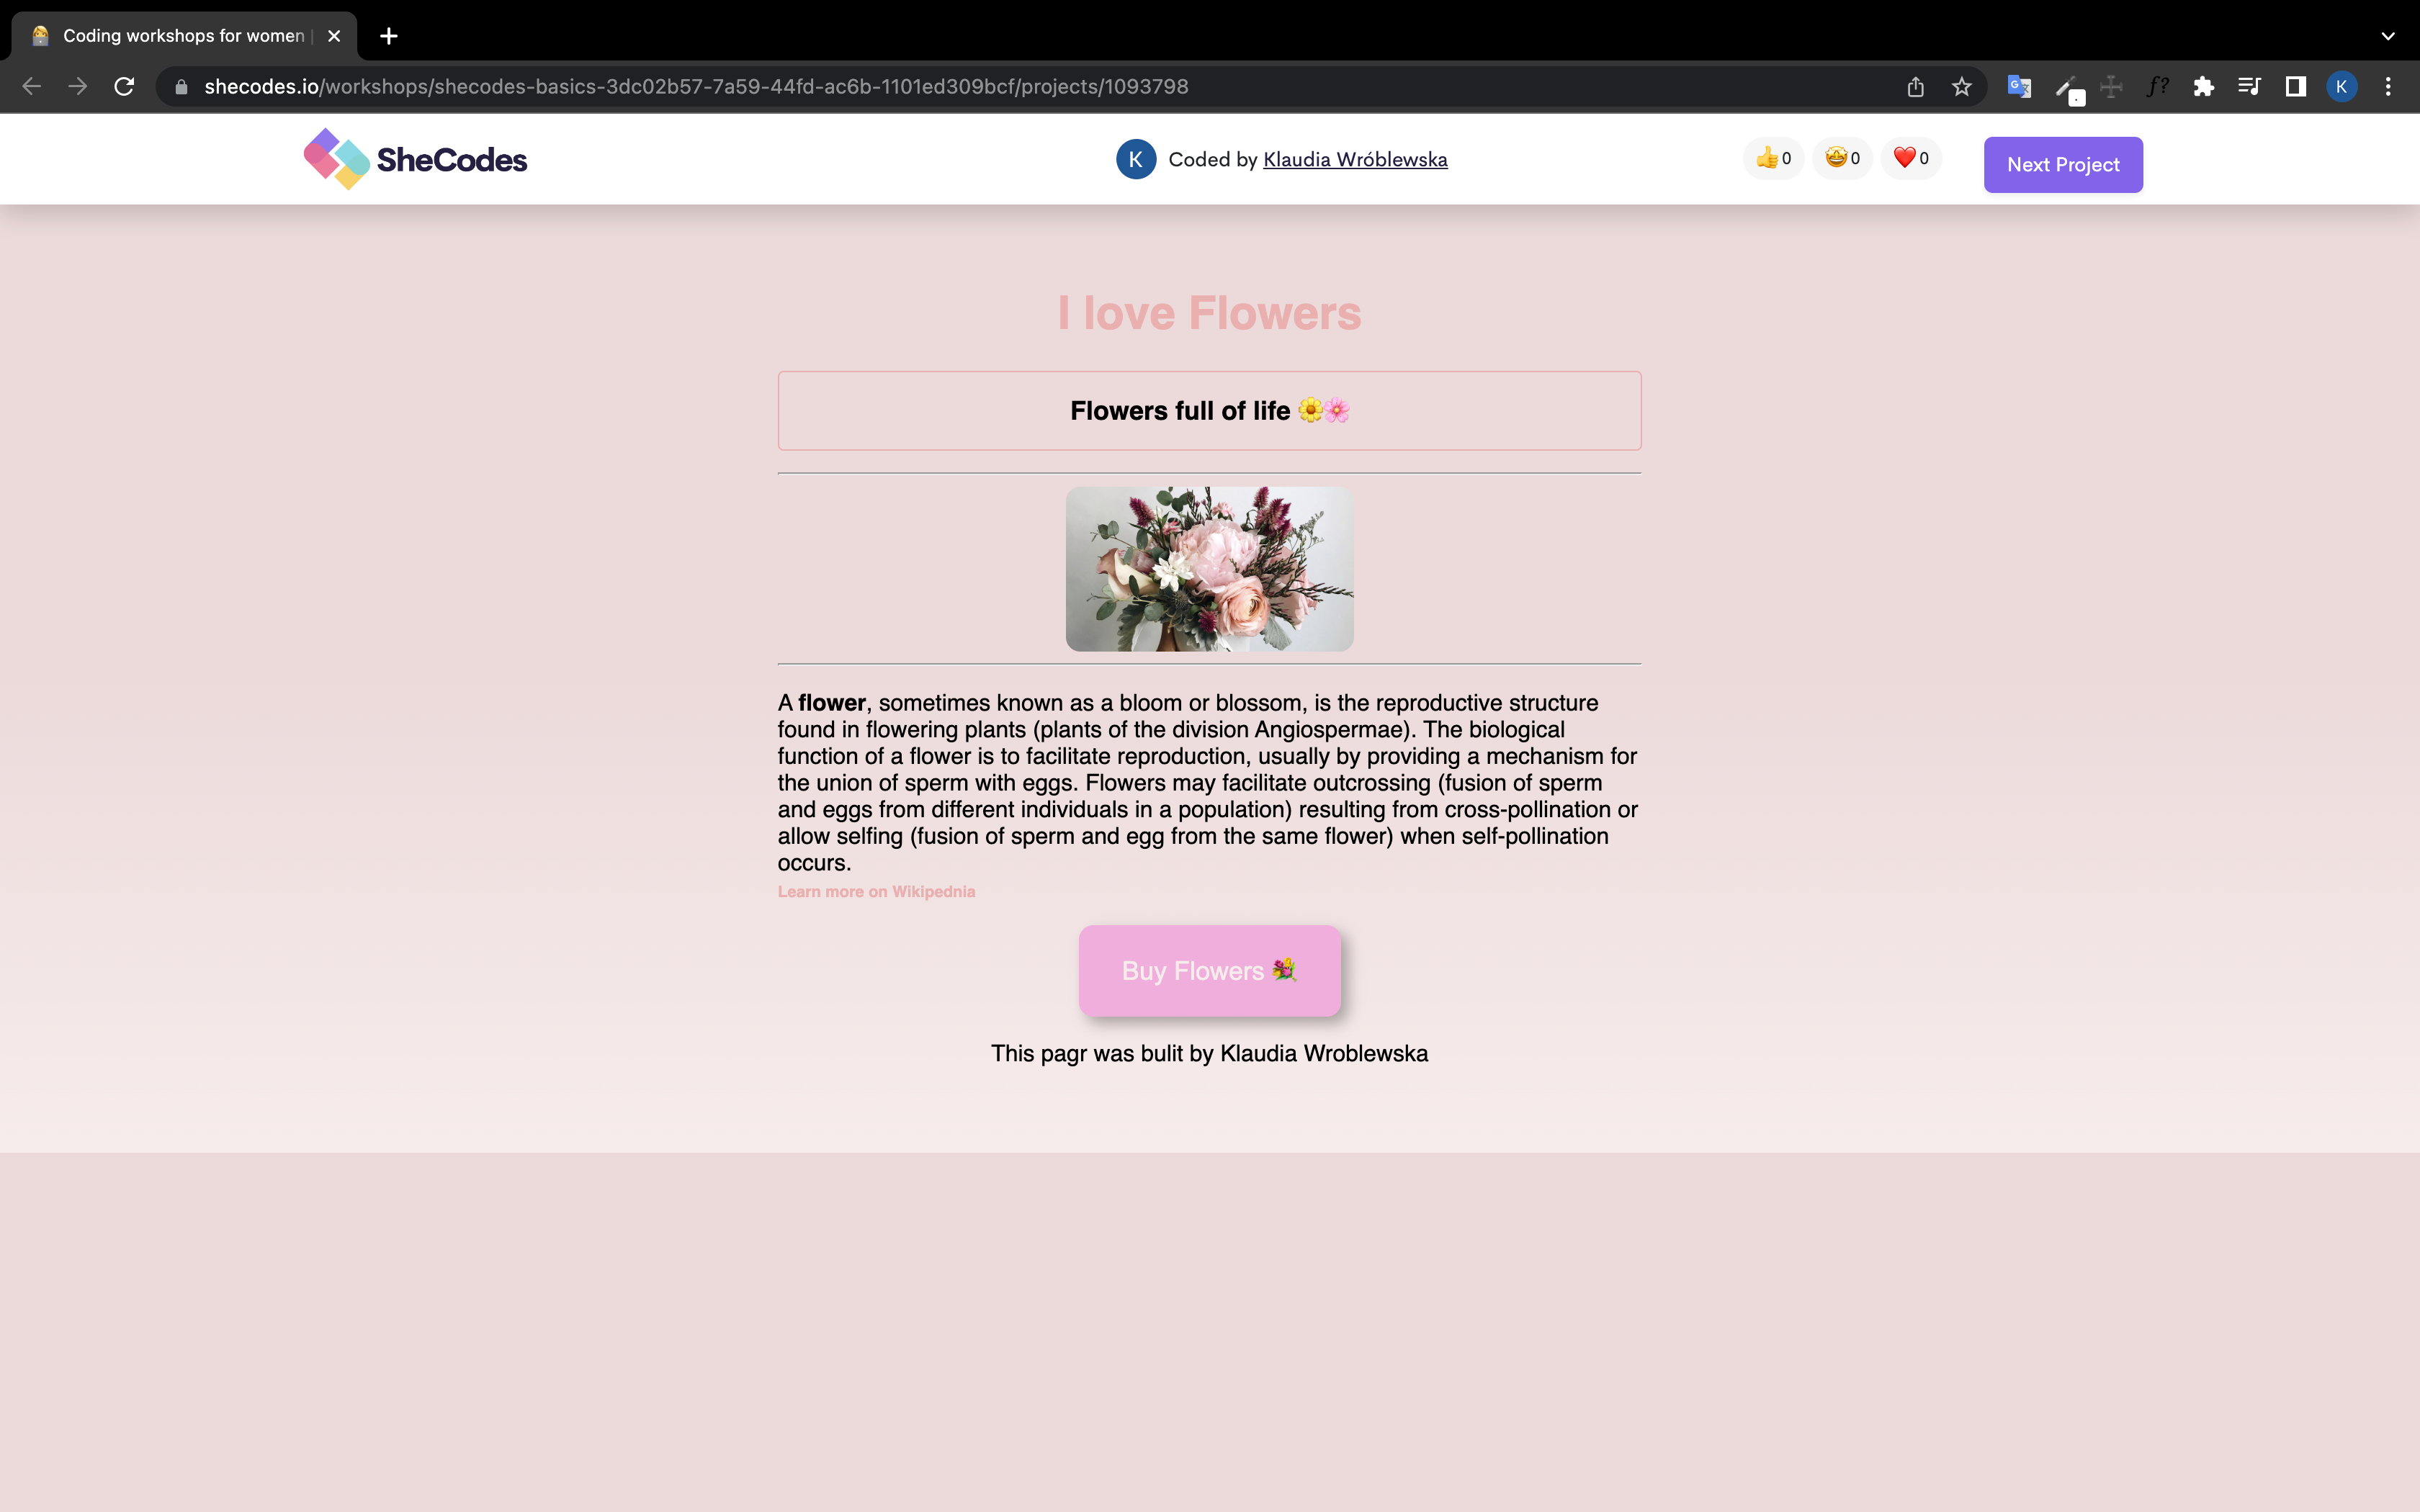 Coding workshops for women |
shecodes.io/workshops/shecodes-basics-3dc02b57-7a59-44fd-ac6b-1101ed309bcf/projects/1093798
K
SheCodes
K Coded by Klaudia Wróblewska
👍0 🤩0 ❤️0
Next Project
I love Flowers
Flowers full of life 🌼🌸
A flower, sometimes known as a bloom or blossom, is the reproductive structure
found in flowering plants (plants of the division Angiospermae). The biological
function of a flower is to facilitate reproduction, usually by providing a mechanism for
the union of sperm with eggs. Flowers may facilitate outcrossing (fusion of sperm
and eggs from different individuals in a population) resulting from cross-pollination or
allow selfing (fusion of sperm and egg from the same flower) when self-pollination
occurs.
Learn more on Wikipednia
Buy Flowers 💐
This pagr was bulit by Klaudia Wroblewska